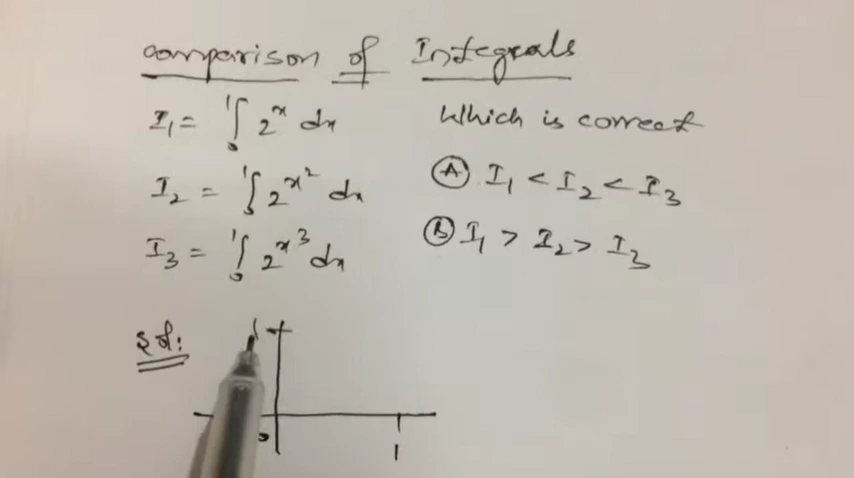 comparison of Integrals
I₁ = ∫₀¹ 2ˣ dx
I₂ = ∫₀¹ 2^x² dx
I₃ = ∫₀¹ 2^x³ dx
Which is correct
(A) I₁ < I₂ < I₃
(B) I₁ > I₂ > I₃
Sol:
1
0
1